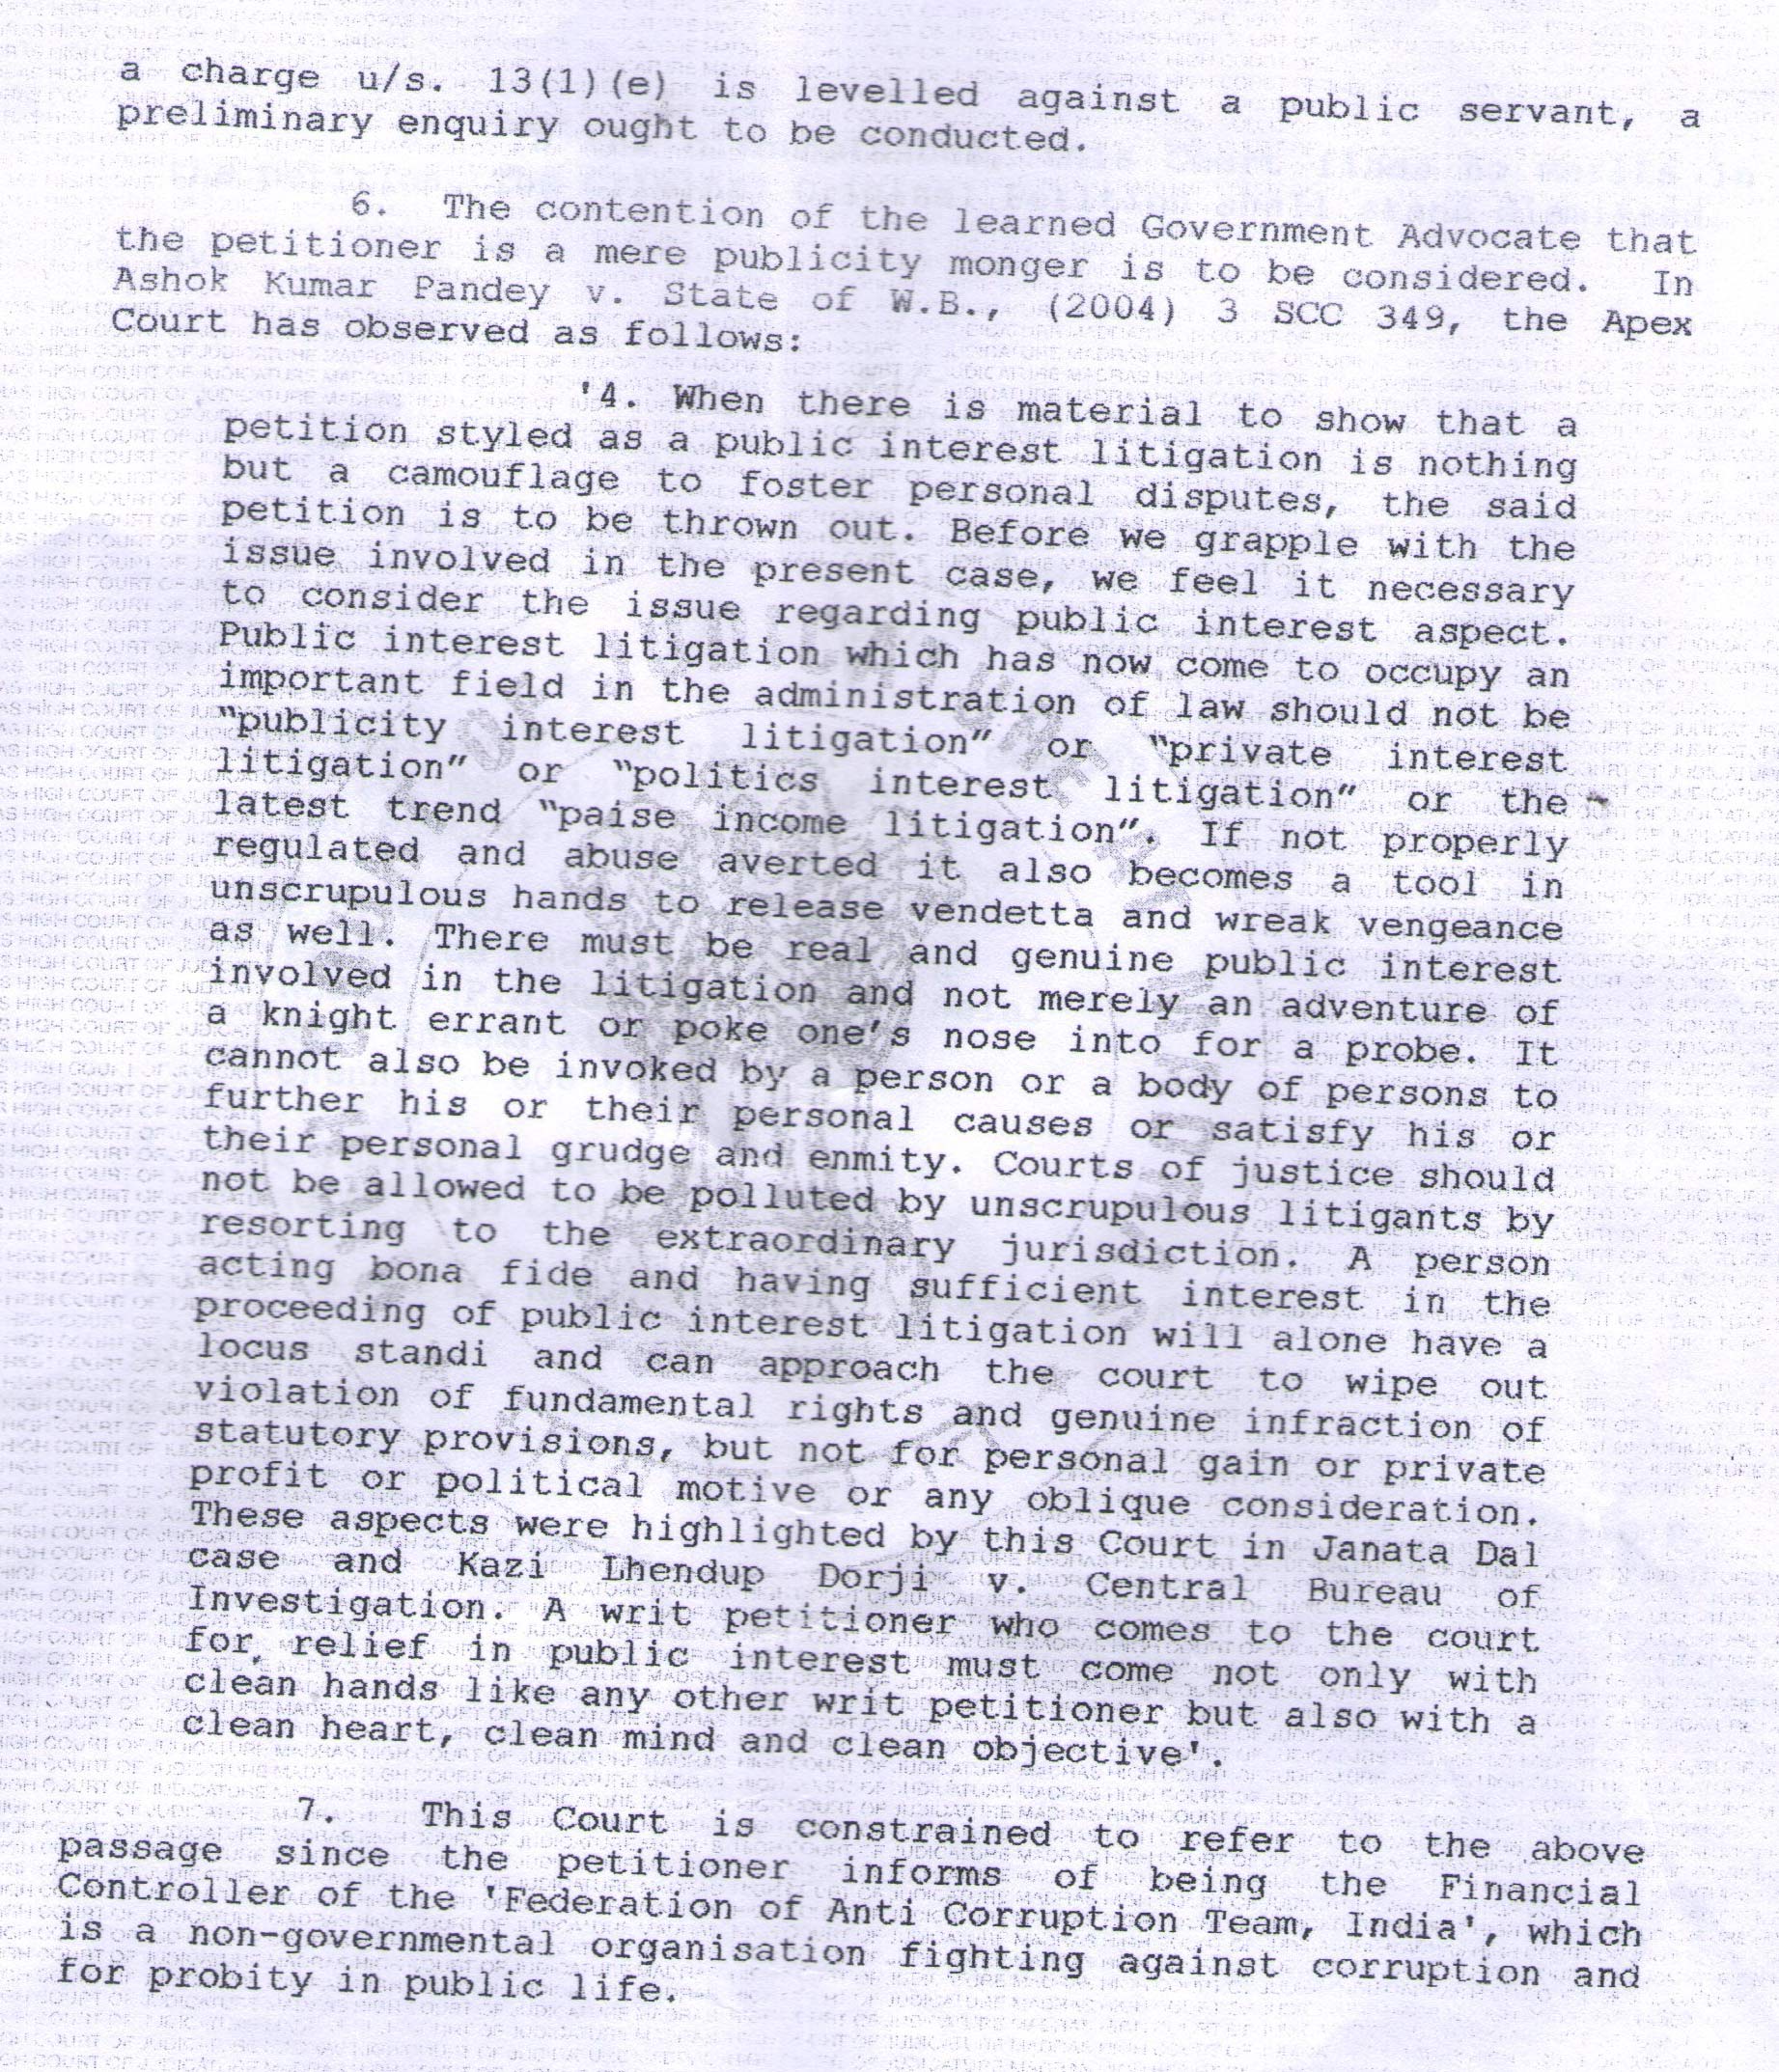 a charge u/s. 13(1)(e) is levelled against a public servant, a
preliminary enquiry ought to be conducted.
6. The contention of the learned Government Advocate that
the petitioner is a mere publicity monger is to be considered. In
Ashok Kumar Pandey v. State of W.B., (2004) 3 SCC 349, the Apex
Court has observed as follows:
'4. When there is material to show that a
petition styled as a public interest litigation is nothing
but a camouflage to foster personal disputes, the said
petition is to be thrown out. Before we grapple with the
issue involved in the present case, we feel it necessary
to consider the issue regarding public interest aspect.
Public interest litigation which has now come to occupy an
important field in the administration of law should not be
"publicity interest litigation" or "private interest
litigation" or "politics interest litigation" or the
latest trend "paise income litigation". If not properly
regulated and abuse averted it also becomes a tool in
unscrupulous hands to release vendetta and wreak vengeance
as well. There must be real and genuine public interest
involved in the litigation and not merely an adventure of
a knight errant or poke one's nose into for a probe. It
cannot also be invoked by a person or a body of persons to
further his or their personal causes or satisfy his or
their personal grudge and enmity. Courts of justice should
not be allowed to be polluted by unscrupulous litigants by
resorting to the extraordinary jurisdiction. A person
acting bona fide and having sufficient interest in the
proceeding of public interest litigation will alone have a
locus standi and can approach the court to wipe out
violation of fundamental rights and genuine infraction of
statutory provisions, but not for personal gain or private
profit or political motive or any oblique consideration.
These aspects were highlighted by this Court in Janata Dal
case and Kazi Lhendup Dorji v. Central Bureau of
Investigation. A writ petitioner who comes to the court
for relief in public interest must come not only with
clean hands like any other writ petitioner but also with a
clean heart, clean mind and clean objective'.
7. This Court is constrained to refer to the above
passage since the petitioner informs of being the Financial
Controller of the 'Federation of Anti Corruption Team, India', which
is a non-governmental organisation fighting against corruption and
for probity in public life.